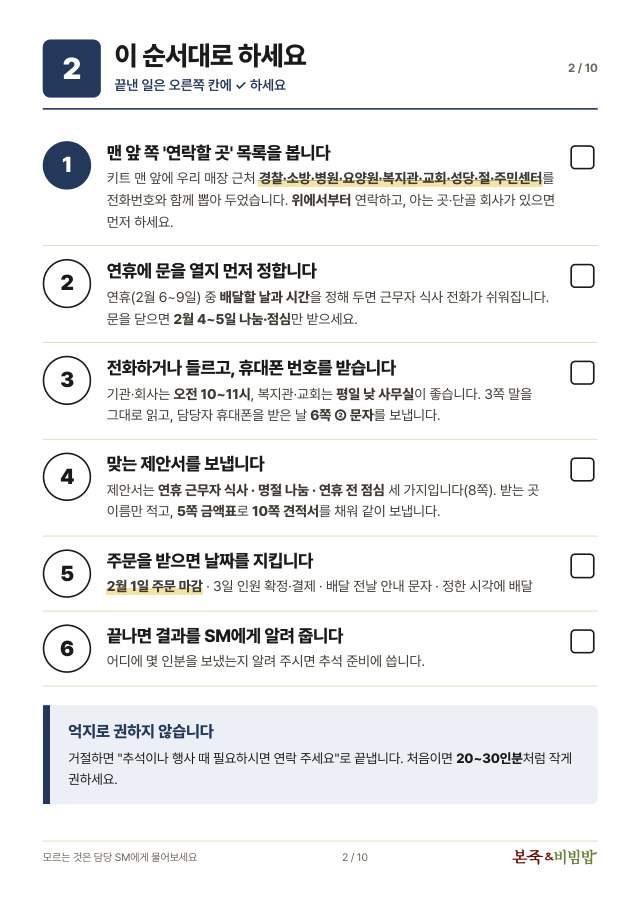 2
이 순서대로 하세요
끝낸 일은 오른쪽 칸에 ✓ 하세요
2 / 10
1
맨 앞 쪽 '연락할 곳' 목록을 봅니다
키트 맨 앞에 우리 매장 근처 경찰·소방·병원·요양원·복지관·교회·성당·절·주민센터를
전화번호와 함께 뽑아 두었습니다. 위에서부터 연락하고, 아는 곳·단골 회사가 있으면
먼저 하세요.
2
연휴에 문을 열지 먼저 정합니다
연휴(2월 6~9일) 중 배달할 날과 시간을 정해 두면 근무자 식사 전화가 쉬워집니다.
문을 닫으면 2월 4~5일 나눔·점심만 받으세요.
3
전화하거나 들르고, 휴대폰 번호를 받습니다
기관·회사는 오전 10~11시, 복지관·교회는 평일 낮 사무실이 좋습니다. 3쪽 말을
그대로 읽고, 담당자 휴대폰을 받은 날 6쪽 ② 문자를 보냅니다.
4
맞는 제안서를 보냅니다
제안서는 연휴 근무자 식사 · 명절 나눔 · 연휴 전 점심 세 가지입니다(8쪽). 받는 곳
이름만 적고, 5쪽 금액표로 10쪽 견적서를 채워 같이 보냅니다.
5
주문을 받으면 날짜를 지킵니다
2월 1일 주문 마감 · 3일 인원 확정·결제 · 배달 전날 안내 문자 · 정한 시각에 배달
6
끝나면 결과를 SM에게 알려 줍니다
어디에 몇 인분을 보냈는지 알려 주시면 추석 준비에 씁니다.
억지로 권하지 않습니다
거절하면 "추석이나 행사 때 필요하시면 연락 주세요"로 끝냅니다. 처음이면 20~30인분처럼 작게
권하세요.
모르는 것은 담당 SM에게 물어보세요
2 / 10
본죽&비빔밥